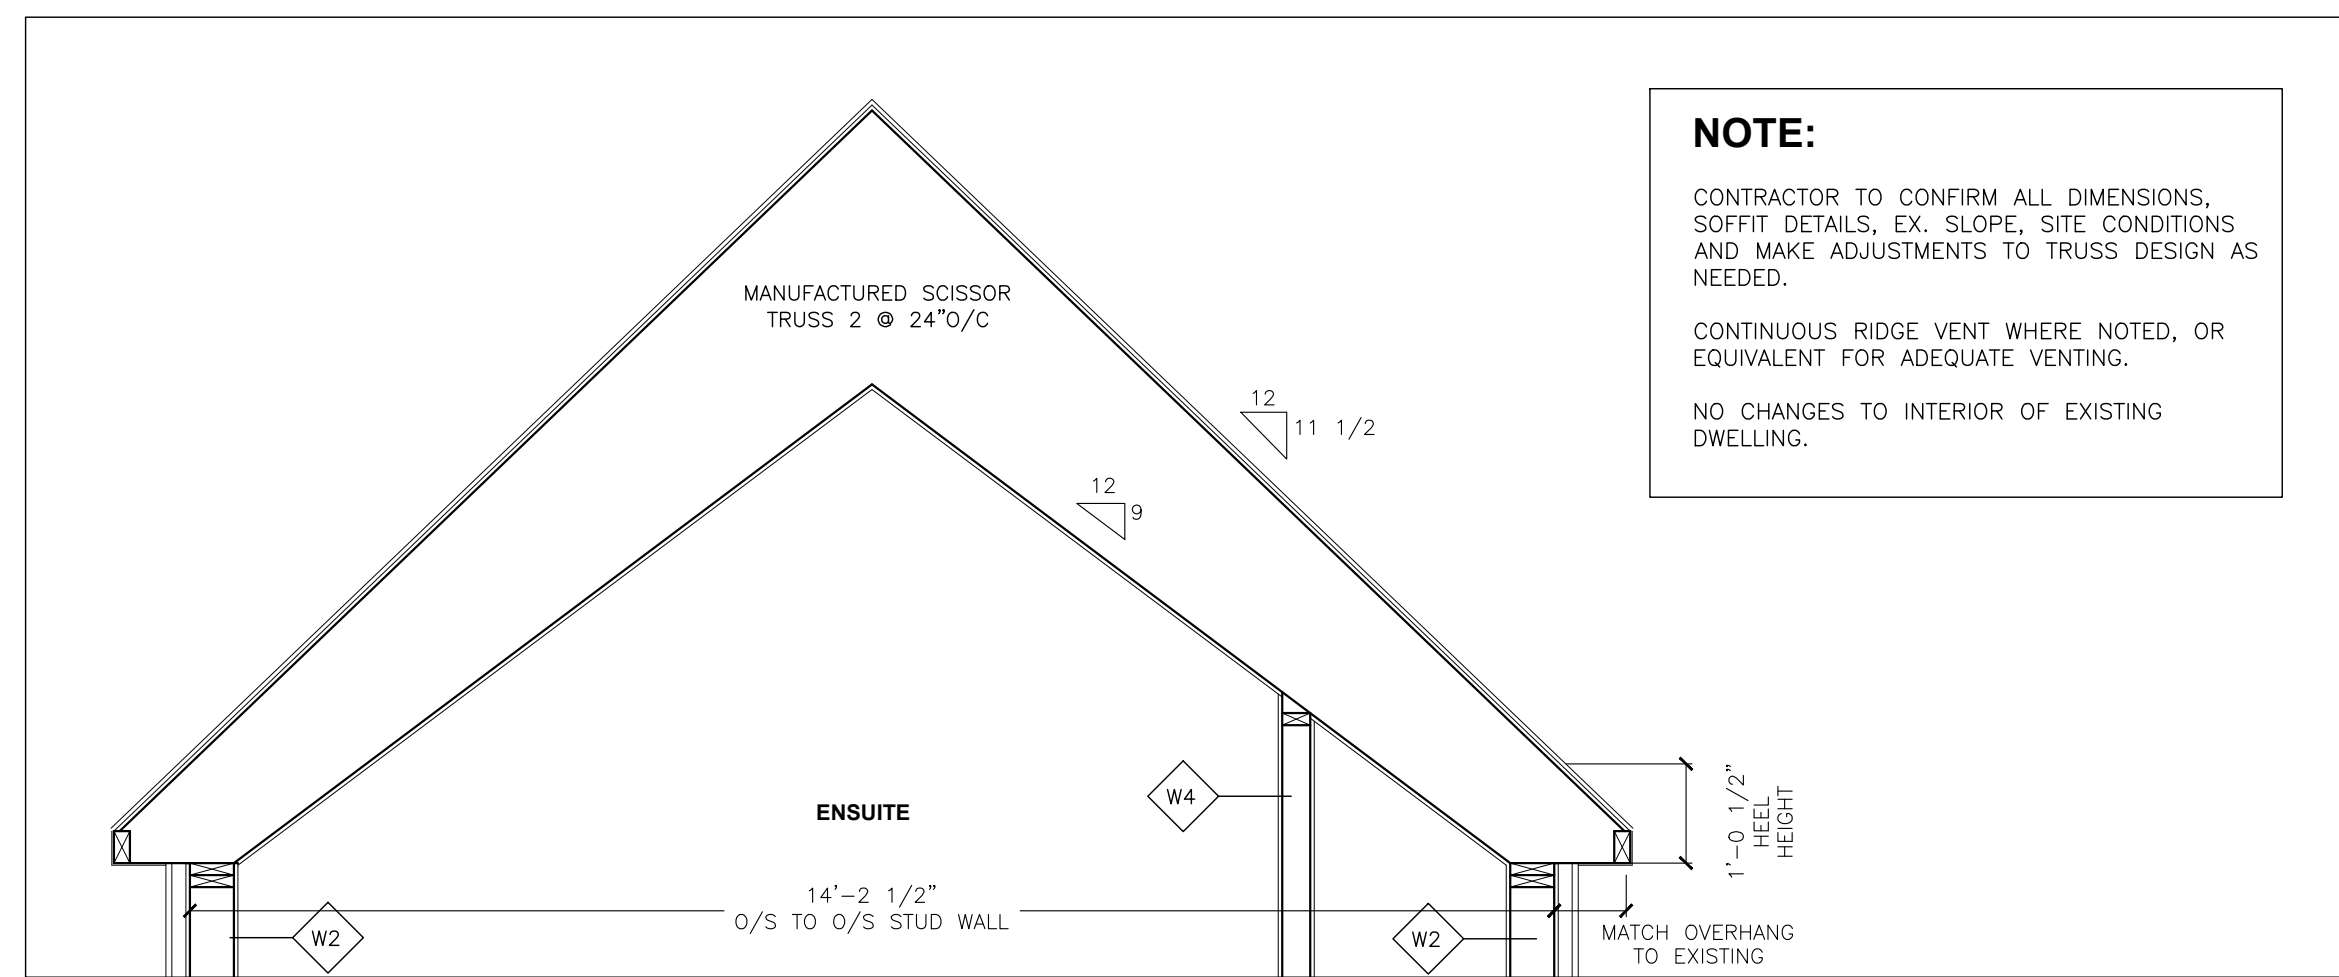 NOTE:
CONTRACTOR TO CONFIRM ALL DIMENSIONS,
SOFFIT DETAILS, EX. SLOPE, SITE CONDITIONS
AND MAKE ADJUSTMENTS TO TRUSS DESIGN AS
NEEDED.
CONTINUOUS RIDGE VENT WHERE NOTED, OR
EQUIVALENT FOR ADEQUATE VENTING.
NO CHANGES TO INTERIOR OF EXISTING
DWELLING.
MANUFACTURED SCISSOR
TRUSS 2 @ 24"O/C
12
11 1/2
12
9
W4
ENSUITE
1'-0 1/2"
HEEL
HEIGHT
14'-2 1/2"
O/S TO O/S STUD WALL
W2
W2
MATCH OVERHANG
TO EXISTING